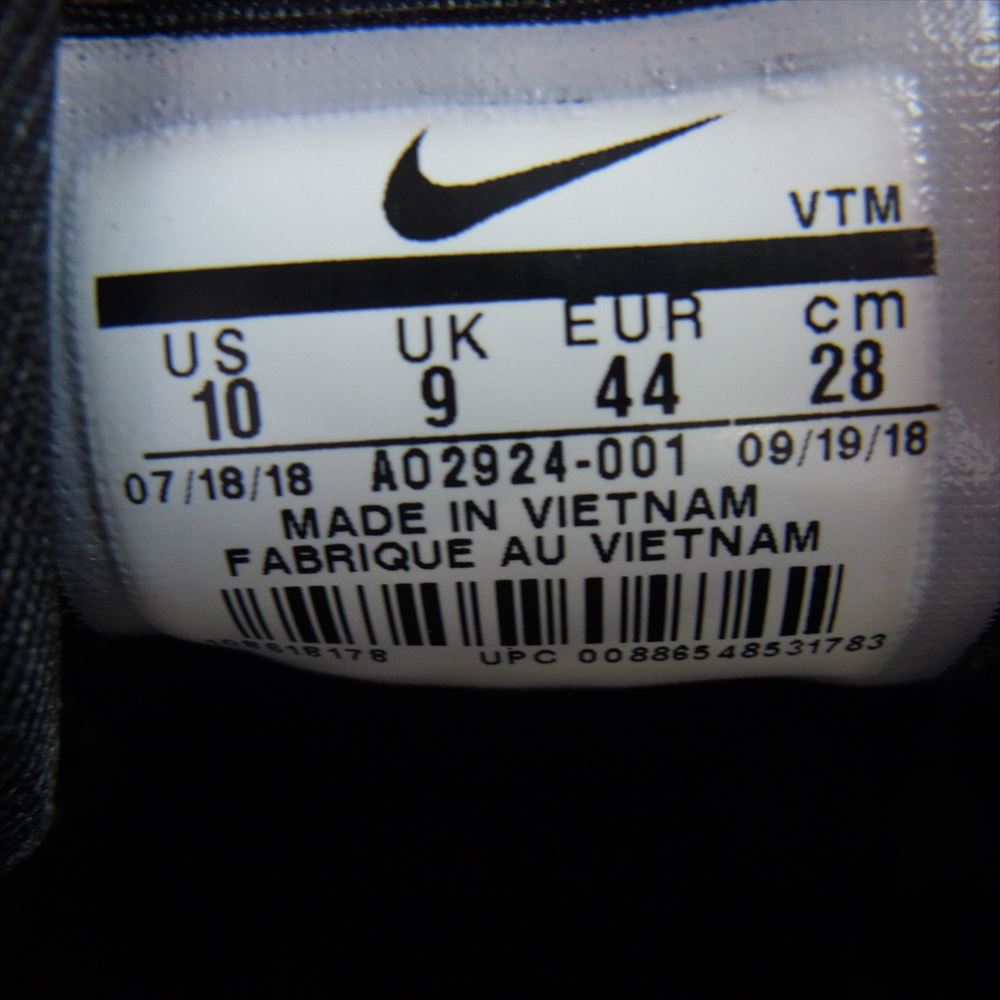 VTM
US UK EUR cm
10 9 44 28
07/18/18 AO2924-001 09/19/18
MADE IN VIETNAM
FABRIQUE AU VIETNAM
UPC 00886548531783